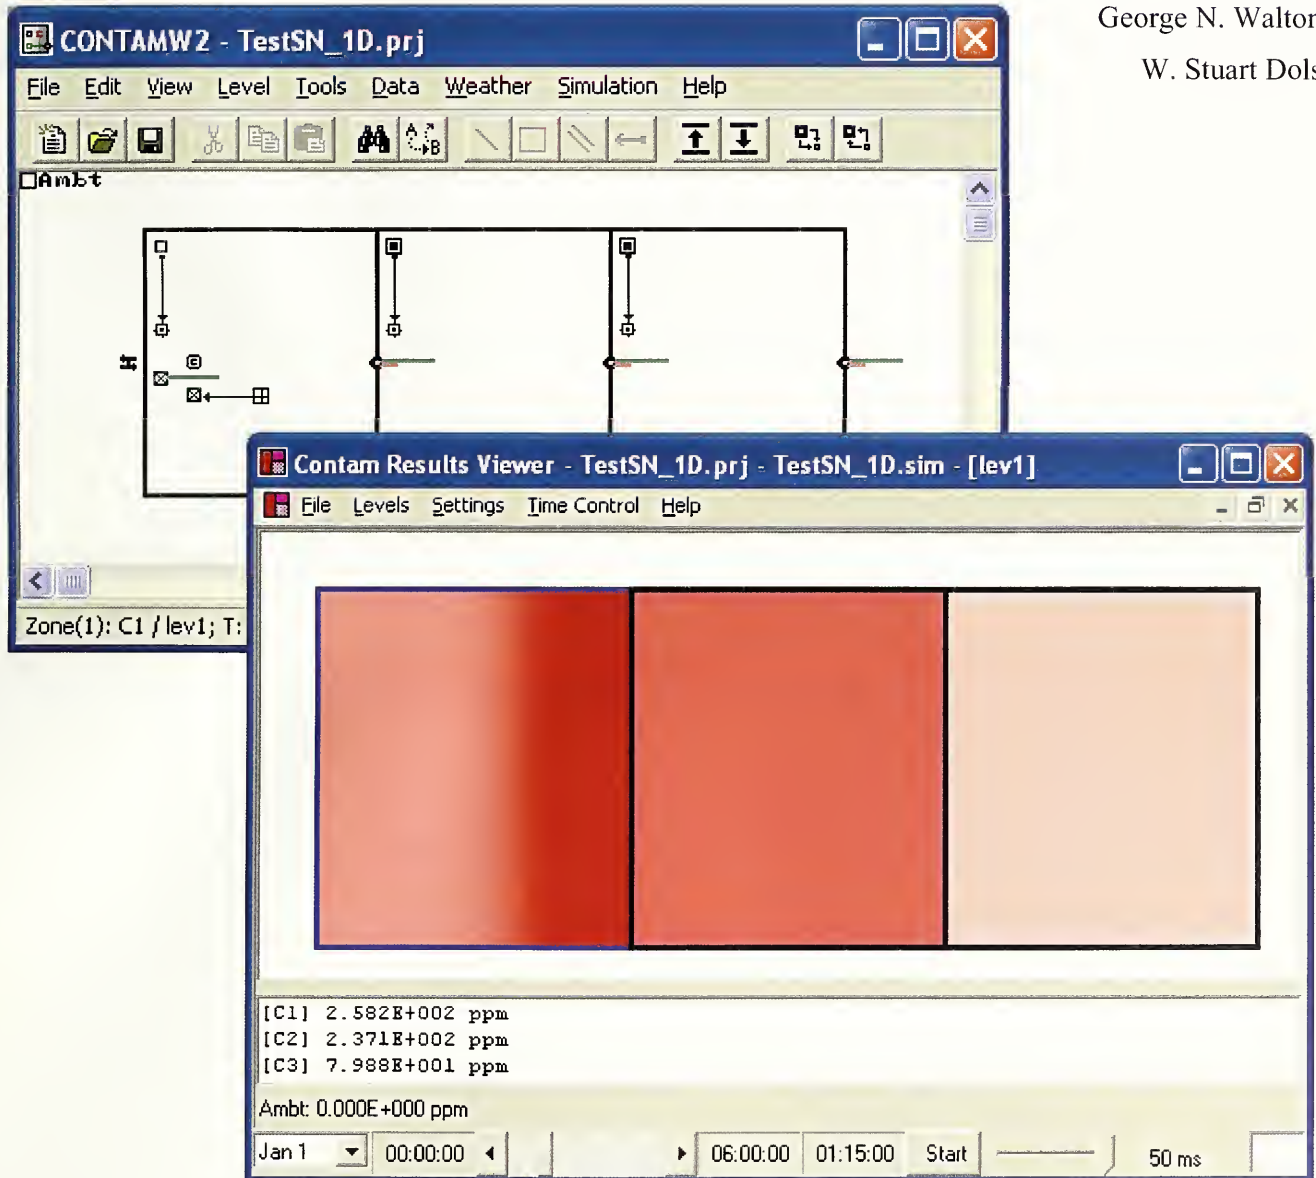 George N. Walton
W. Stuart Dols
CONTAMW2 - TestSN_1D.prj
File Edit View Level Tools Data Weather Simulation Help
Ambt
Zone(1): C1 / lev1; T:
Contam Results Viewer - TestSN_1D.prj - TestSN_1D.sim - [lev1]
File Levels Settings Time Control Help
[C1] 2.582E+002 ppm
[C2] 2.371E+002 ppm
[C3] 7.988E+001 ppm
Ambt: 0.000E+000 ppm
Jan 1 00:00:00 06:00:00 01:15:00 Start 50 ms